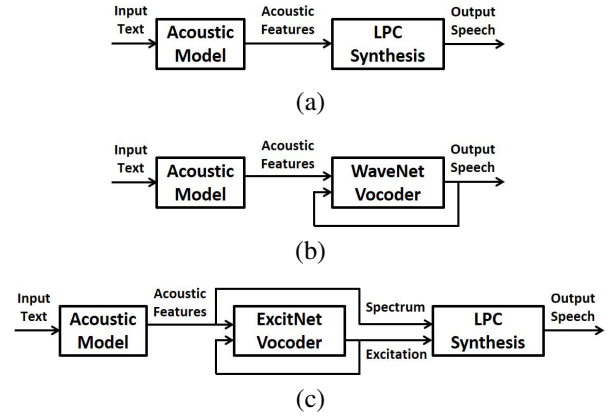 Input
Text
Acoustic
Model
Acoustic
Features
LPC
Synthesis
Output
Speech
(a)
Input
Text
Acoustic
Model
Acoustic
Features
WaveNet
Vocoder
Output
Speech
(b)
Input
Text
Acoustic
Model
Acoustic
Features
ExcitNet
Vocoder
Spectrum
Excitation
LPC
Synthesis
Output
Speech
(c)